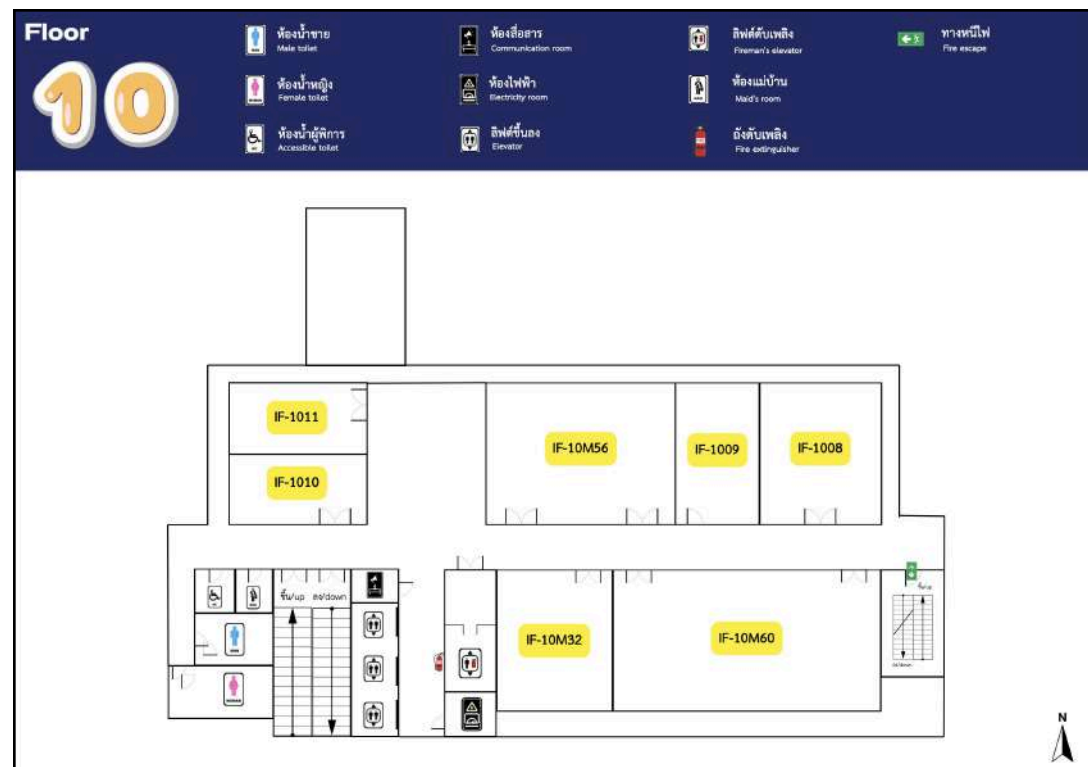 Floor
10
ห้องน้ำชาย
Male toilet
ห้องน้ำหญิง
Female toilet
ห้องน้ำผู้พิการ
Accessible toilet
ห้องสื่อสาร
Communication room
ห้องไฟฟ้า
Electricity room
ลิฟต์ขึ้นลง
Elevator
ลิฟต์ดับเพลิง
Fireman's elevator
ห้องแม่บ้าน
Maid's room
ถังดับเพลิง
Fire extinguisher
ทางหนีไฟ
Fire escape
IF-1011
IF-1010
IF-10M56
IF-1009
IF-1008
ขึ้น/up ลง/down
ขึ้น/up
IF-10M32
IF-10M60
ลง/down
N